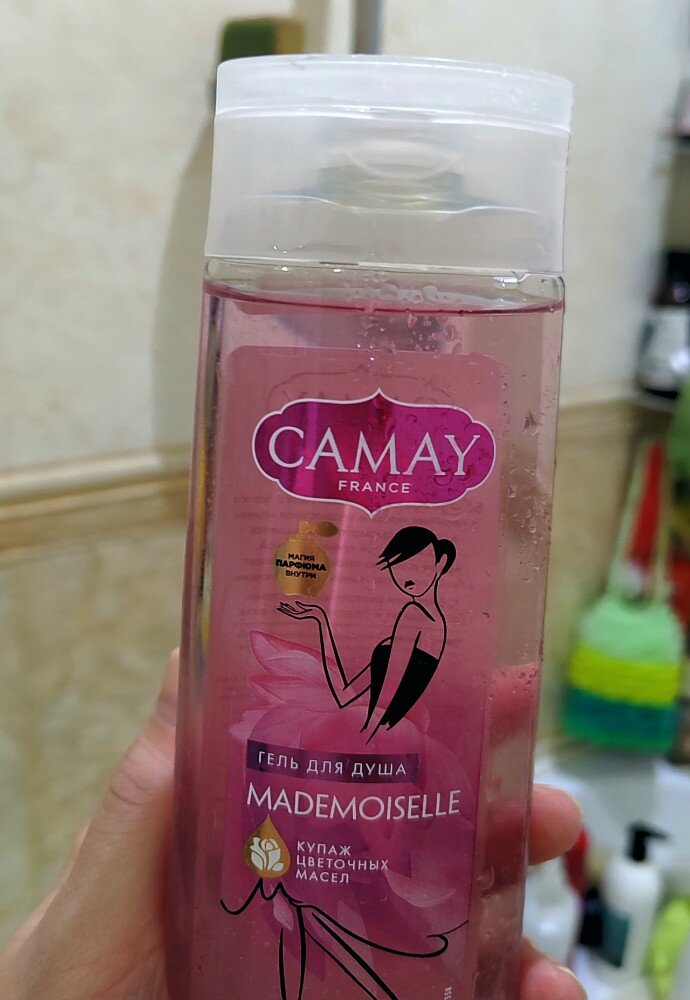 CAMAY
FRANCE
МАГИЯ
ПАРФЮМА
ВНУТРИ
ГЕЛЬ ДЛЯ ДУША
MADEMOISELLE
КУПАЖ
ЦВЕТОЧНЫХ
МАСЕЛ